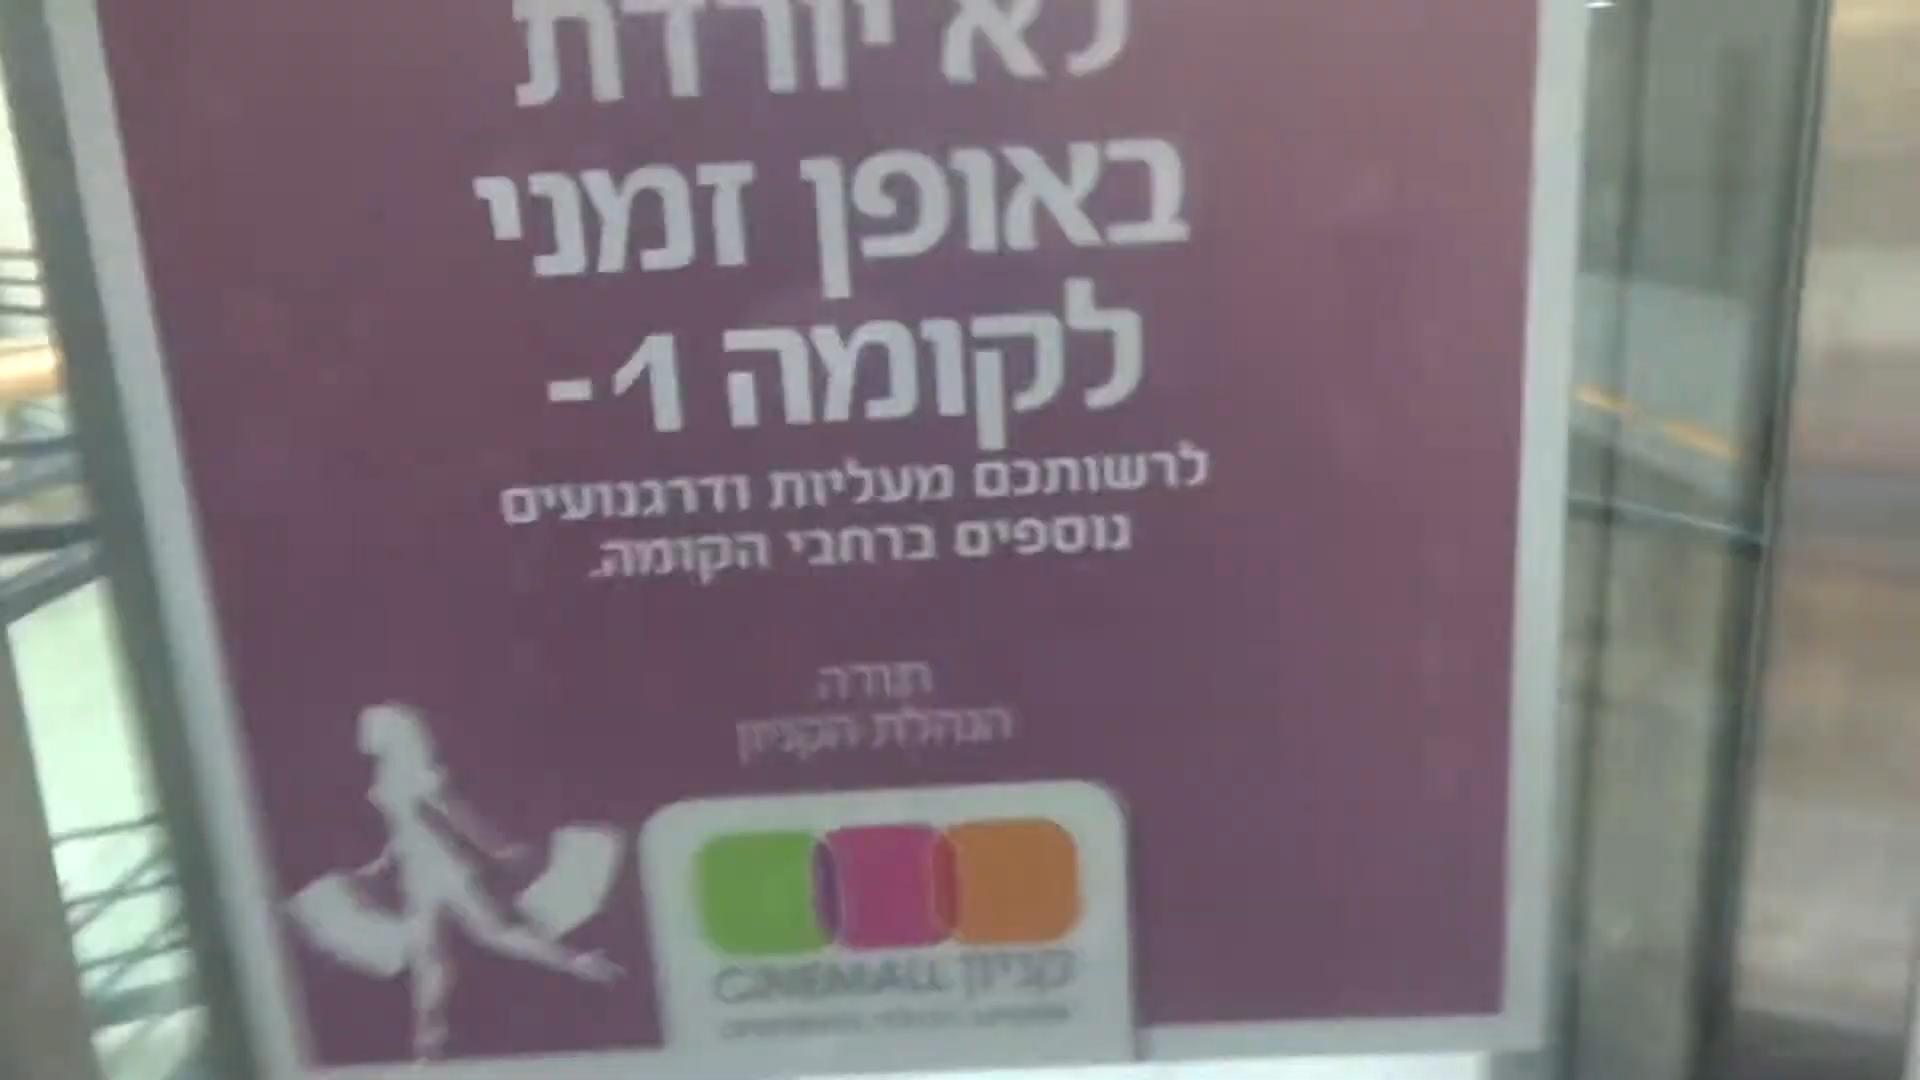 לא יורדת
באופן זמני
לקומה 1-
לרשותכם מעליות ודרגנועים
נוספים ברחבי הקומה.
תודה
הנהלת הקניון
קניון CINEMALL